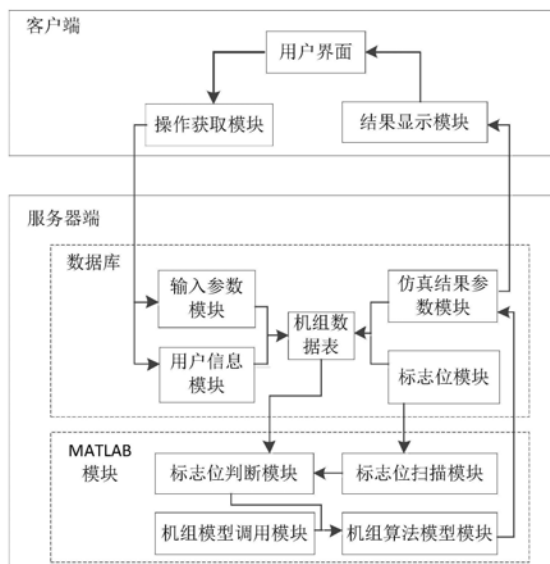 客户端
用户界面
操作获取模块
结果显示模块
服务器端
数据库
输入参数
模块
仿真结果参
数模块
机组数
据表
用户信息
模块
标志位模块
MATLAB
模块
标志位判断模块
标志位扫描模块
机组模型调用模块
机组算法模型模块